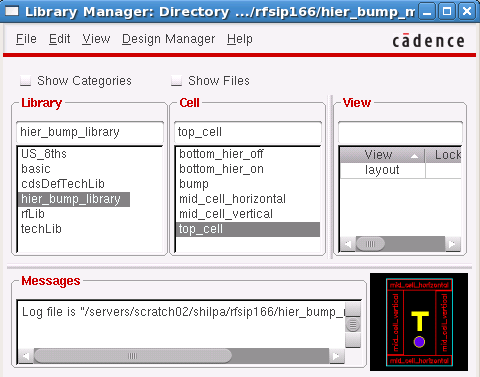 Library Manager: Directory .../rfsip166/hier_bump_m
File Edit View Design Manager Help
cādence
Show Categories Show Files
Library Cell View
hier_bump_library top_cell
US_8ths
basic
cdsDefTechLib
hier_bump_library
rfLib
techLib
bottom_hier_off
bottom_hier_on
bump
mid_cell_horizontal
mid_cell_vertical
top_cell
View Lock
layout
Messages
Log file is "/servers/scratch02/shilpa/rfsip166/hier_bump_m
mid_cell_horizontal
mid_cell_vertical
T
mid_cell_vertical
mid_cell_horizontal